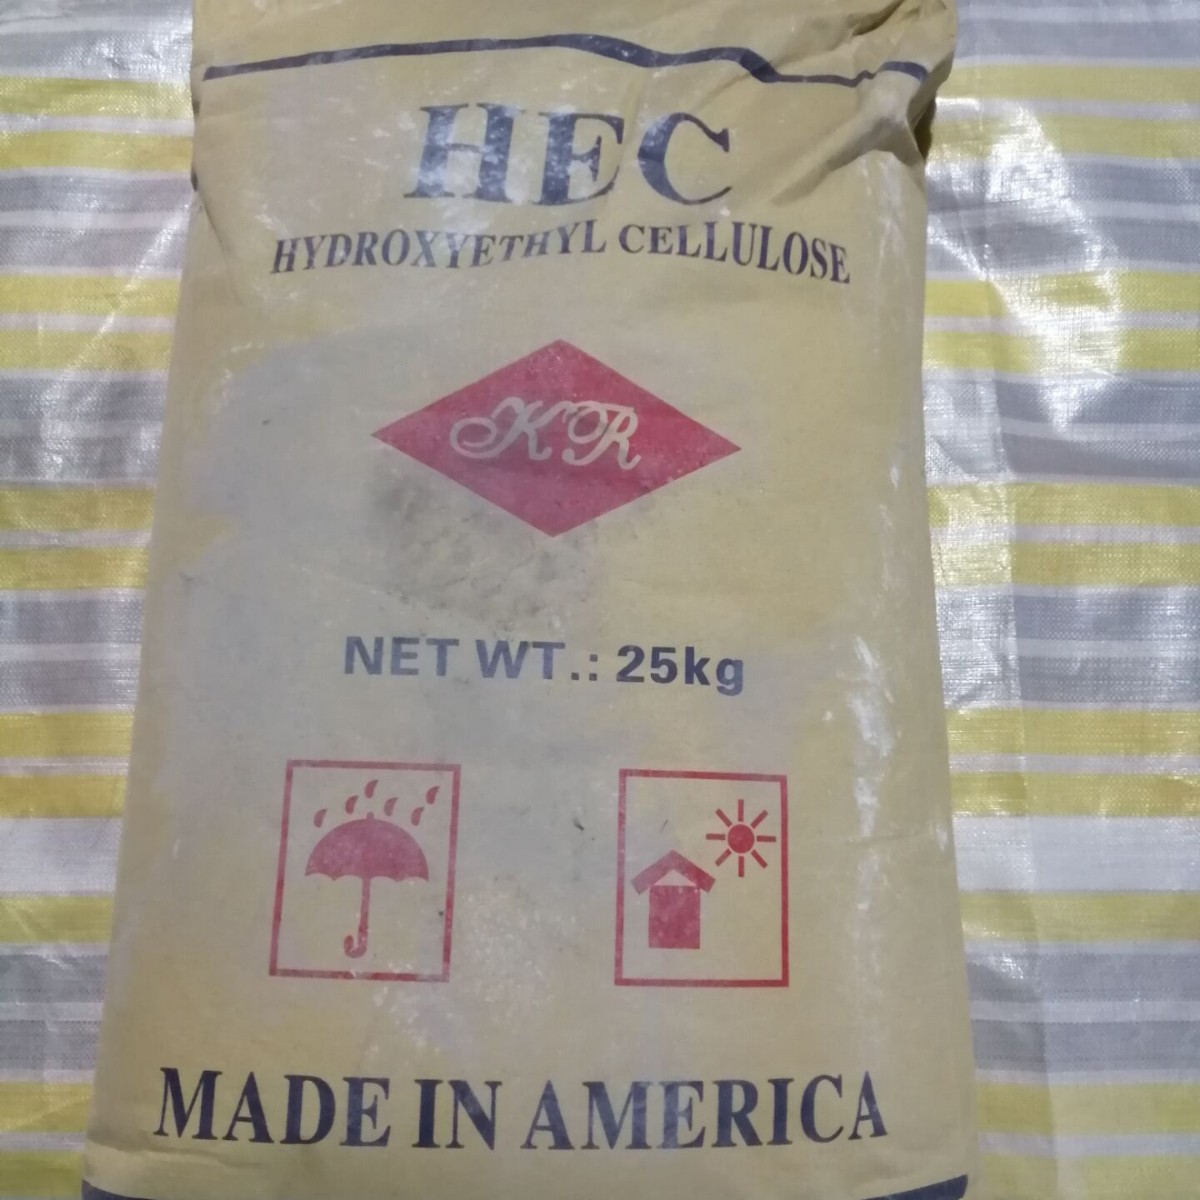 HEC
HYDROXYETHYL CELLULOSE
KR
NET WT.: 25kg
MADE IN AMERICA